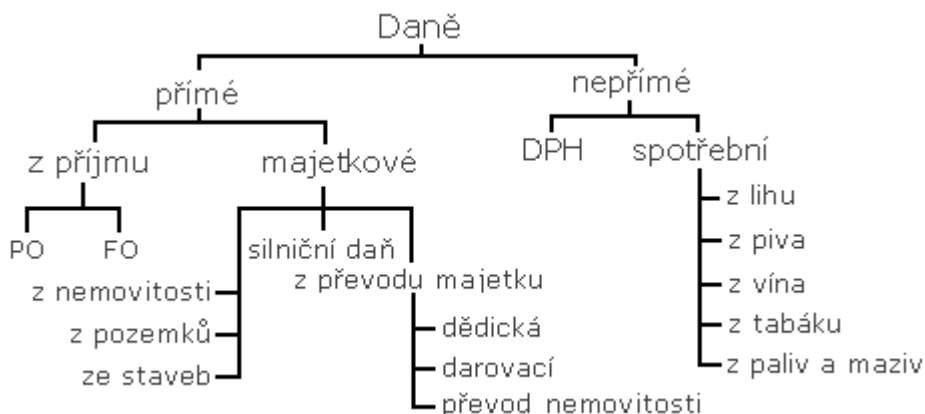 Daně
přímé
nepřímé
z příjmu
majetkové
DPH
spotřební
PO
FO
silniční daň
z převodu majetku
z nemovitosti
z pozemků
ze staveb
dědická
darovací
převod nemovitosti
z lihu
z piva
z vína
z tabáku
z paliv a maziv